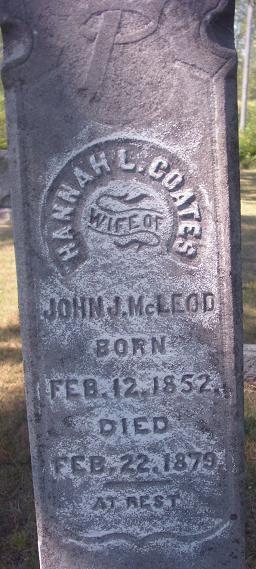 P
HANNAH L. COATES
WIFE OF
JOHN J. McLEOD
BORN
FEB. 12. 1852.
DIED
FEB. 22. 1879
AT REST